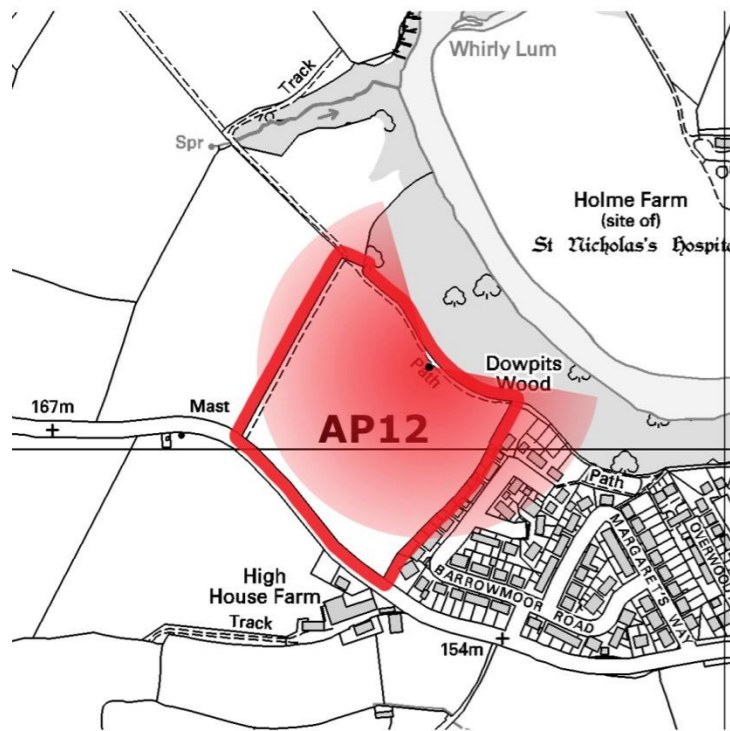 Whirly Lum
Track
Spr
Holme Farm
(site of)
St Nicholas's Hospita
Dowpits
Wood
Path
Mast
167m
AP12
Path
High
House Farm
Track
BARROWMOOR ROAD
MARGARET'S WAY
OVERWOO
154m